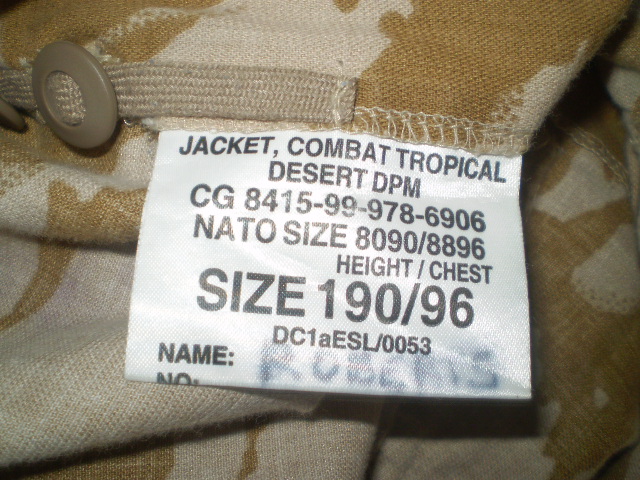 JACKET, COMBAT TROPICAL
DESERT DPM
CG 8415-99-978-6906
NATO SIZE 8090/8896
HEIGHT / CHEST
SIZE 190/96
DC1aESL/0053
NAME: ROBERTS
NO: